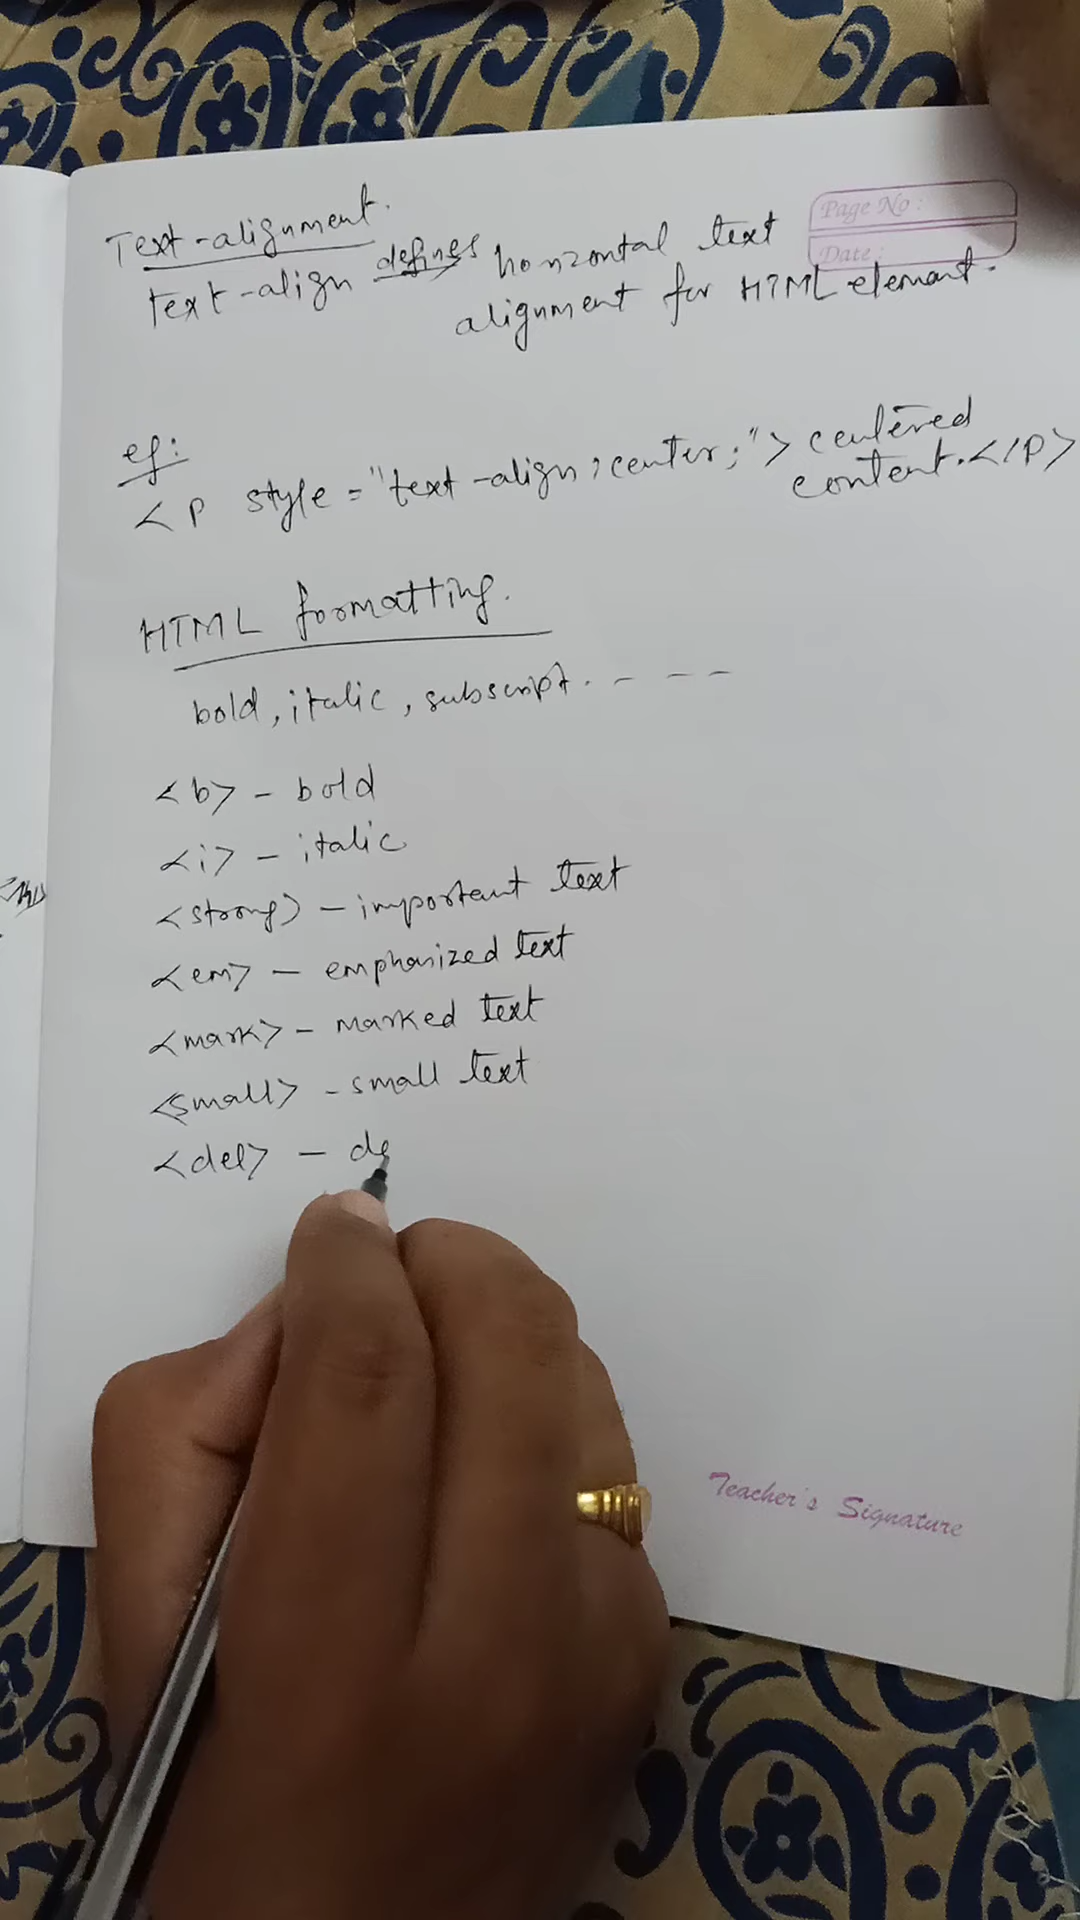 Text-alignment.
text-align defines horizontal text
alignment for HTML element.
Page No :
Date :
eg:
<p style="text-align:center;"> centered
content.</p>
HTML formatting.
bold, italic, subscript. - - - -
<b> - bold
<i> - italic
<strong> - important text
<em> - emphasized text
<mark> - marked text
<small> - small text
<del> - de
Teacher's Signature